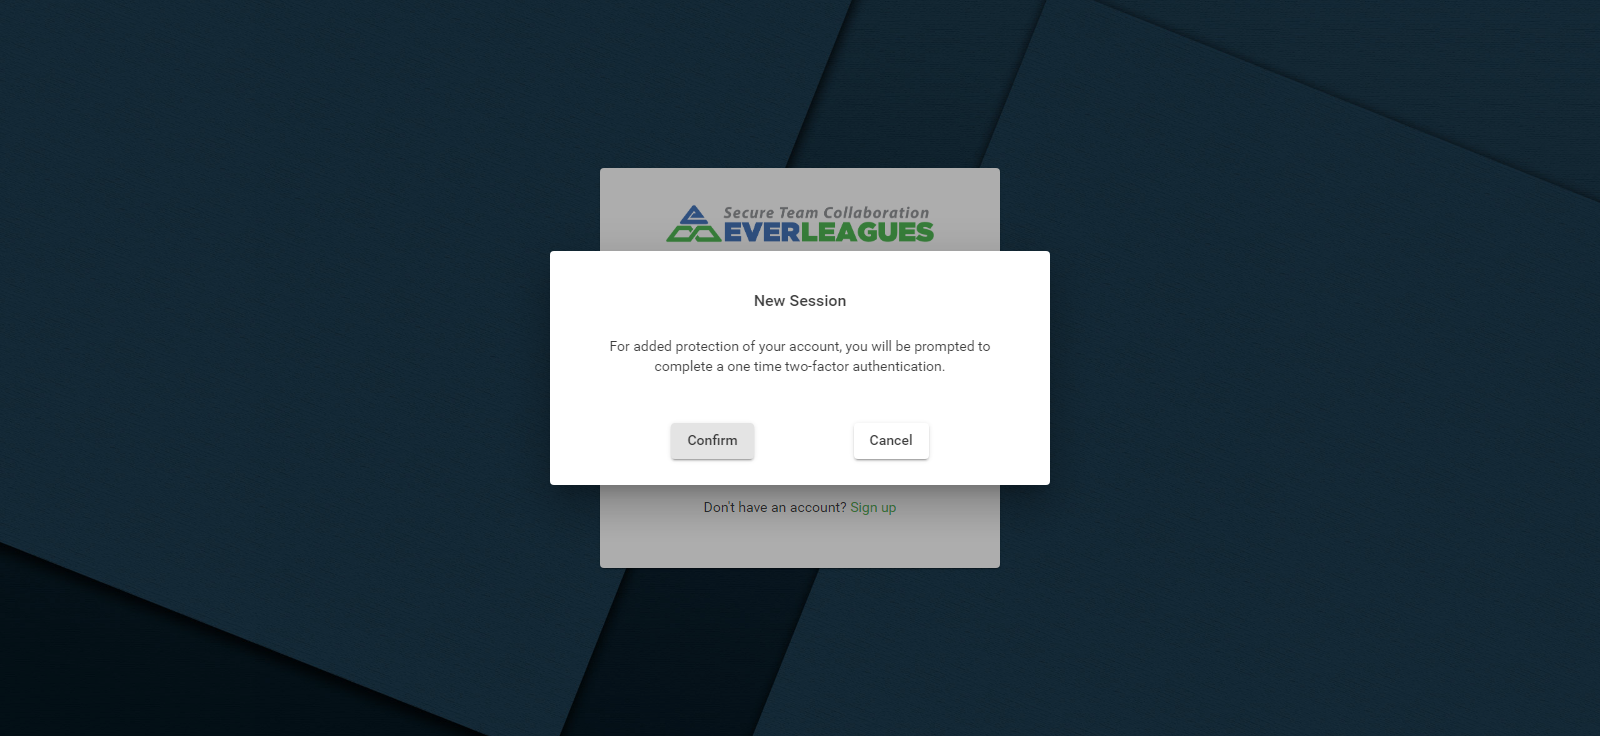 Secure Team Collaboration
EVERLEAGUES
New Session
For added protection of your account, you will be prompted to
complete a one time two-factor authentication.
Confirm Cancel
Don't have an account? Sign up